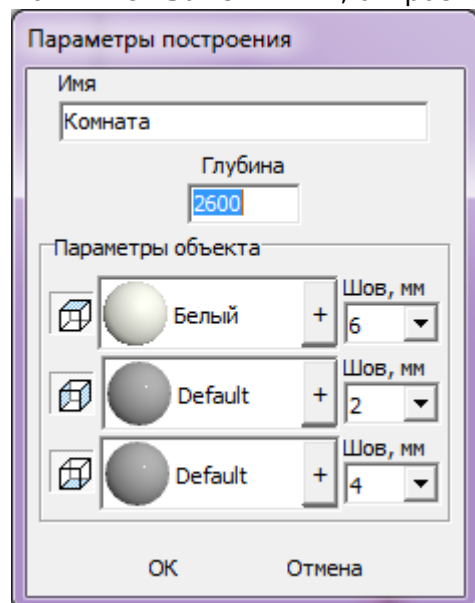 Параметры построения
Имя
Комната
Глубина
2600
Параметры объекта
Шов, мм
Белый + 6
Шов, мм
Default + 2
Шов, мм
Default + 4
ОК Отмена